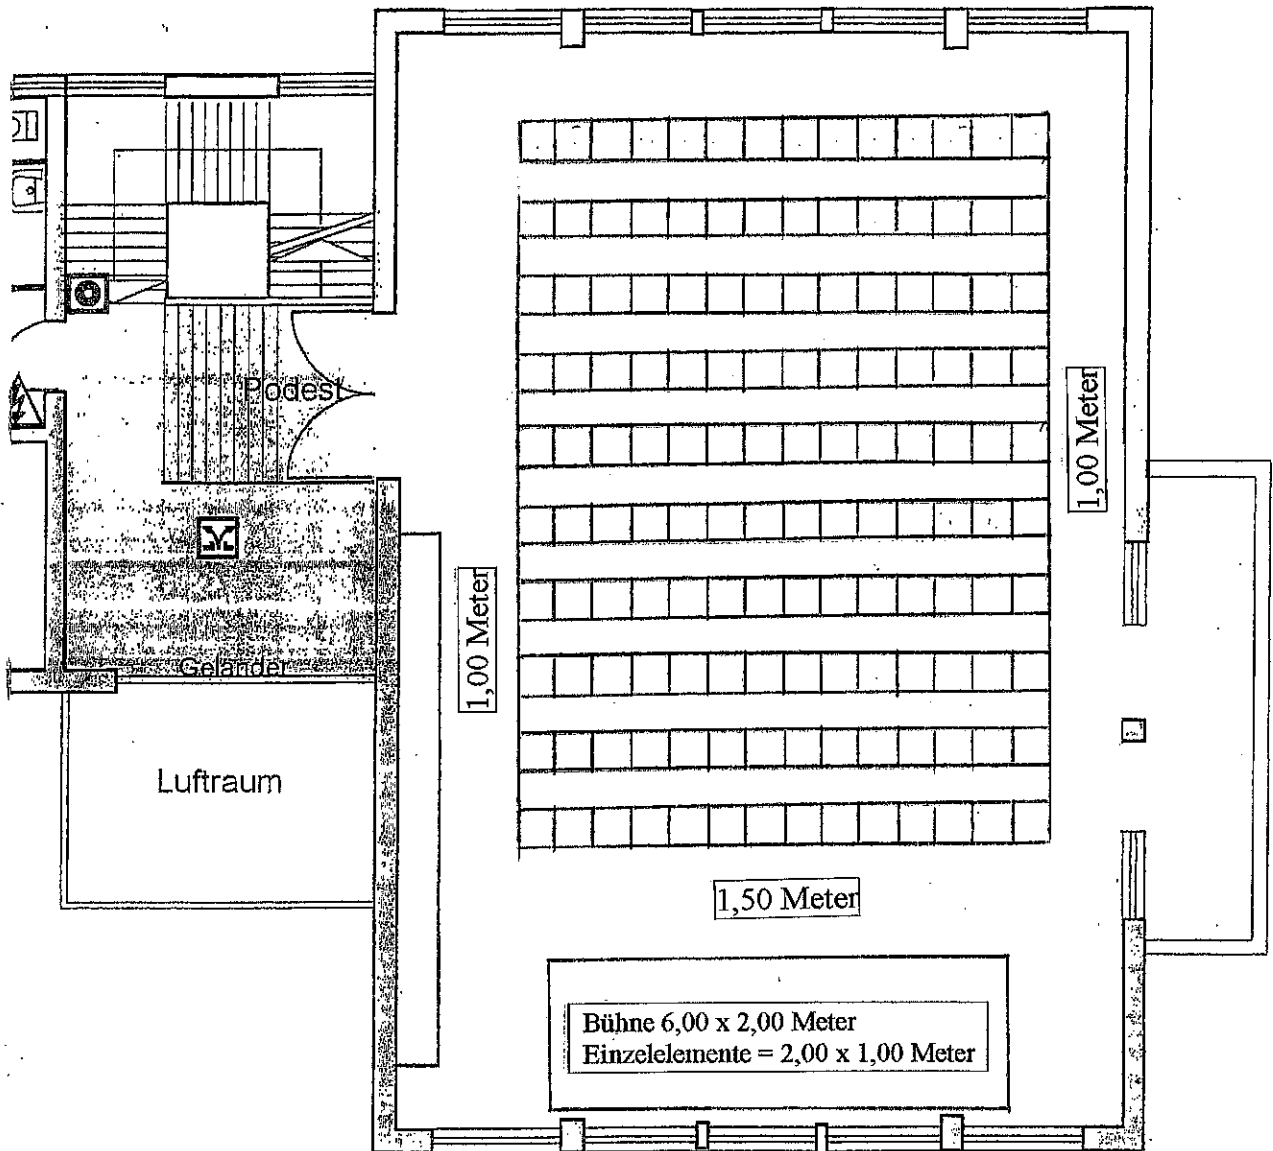 Podest
1,00 Meter
1,00 Meter
Geländer
Luftraum
1,50 Meter
Bühne 6,00 x 2,00 Meter
Einzelelemente = 2,00 x 1,00 Meter